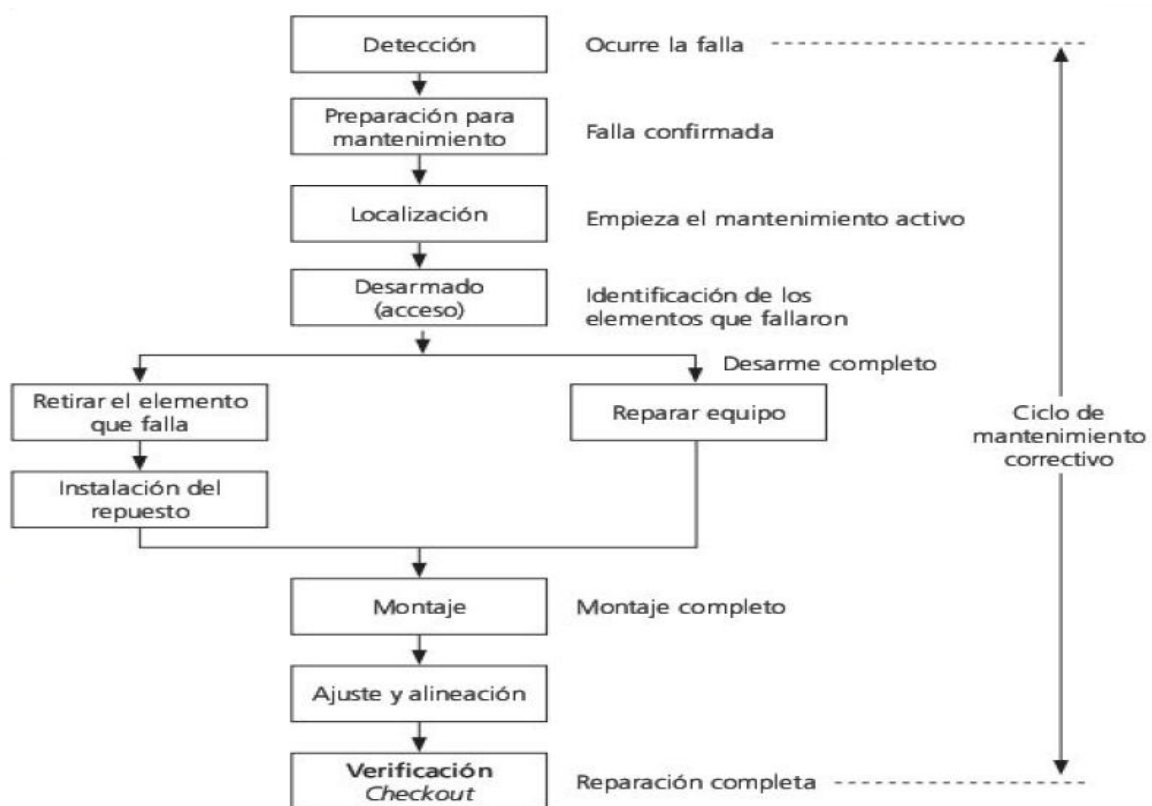 Detección
Ocurre la falla
Preparación para
mantenimiento
Falla confirmada
Localización
Empieza el mantenimiento activo
Desarmado
(acceso)
Identificación de los
elementos que fallaron
Desarme completo
Retirar el elemento
que falla
Reparar equipo
Ciclo de
mantenimiento
correctivo
Instalación del
repuesto
Montaje
Montaje completo
Ajuste y alineación
Verificación
Checkout
Reparación completa